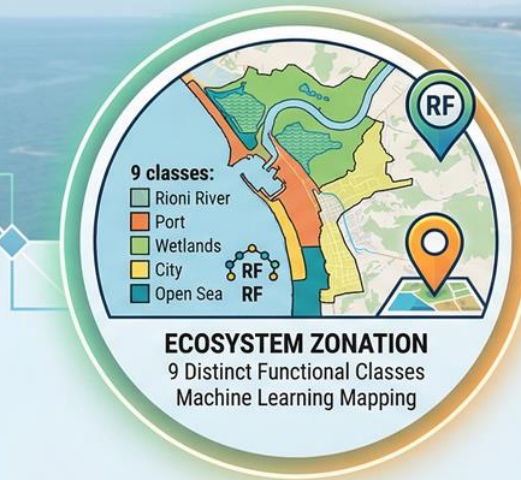 RF
9 classes:
Rioni River
Port
Wetlands
City
Open Sea
RF
RF
ECOSYSTEM ZONATION
9 Distinct Functional Classes
Machine Learning Mapping